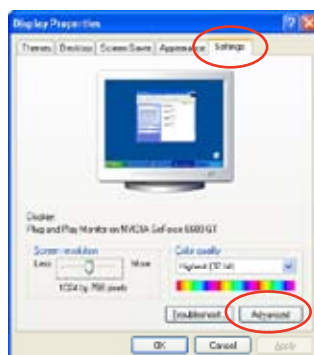 Display Properties
Themes Desktop Screen Saver Appearance Settings
Display:
Plug and Play Monitor on NVIDIA GeForce 6600 GT
Screen resolution
Less More
1024 by 768 pixels
Color quality
Highest (32 bit)
Troubleshoot... Advanced
OK Cancel Apply